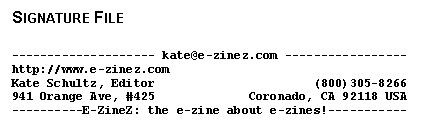 SIGNATURE FILE
--------------------- kate@e-zinez.com ------------------
http://www.e-zinez.com
Kate Schultz, Editor (800)305-8266
941 Orange Ave, #425 Coronado, CA 92118 USA
----------E-ZineZ: the e-zine about e-zines!-----------